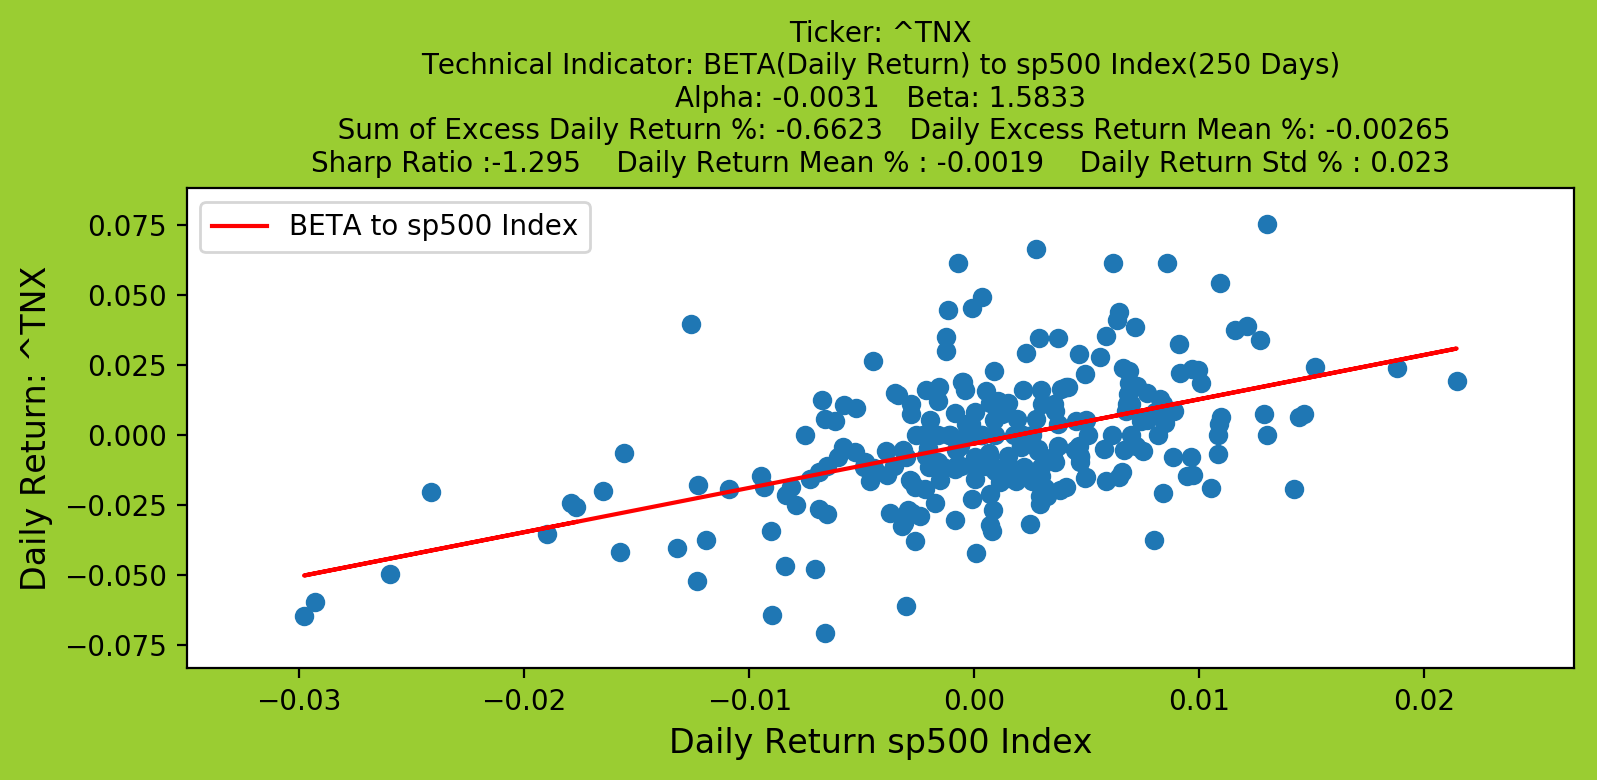 Ticker: ^TNX
Technical Indicator: BETA(Daily Return) to sp500 Index(250 Days)
Alpha: -0.0031   Beta: 1.5833
Sum of Excess Daily Return %: -0.6623   Daily Excess Return Mean %: -0.00265
Sharp Ratio :-1.295    Daily Return Mean % : -0.0019    Daily Return Std % : 0.023
BETA to sp500 Index
0.075
0.050
0.025
0.000
−0.025
−0.050
−0.075
Daily Return: ^TNX
−0.03 −0.02 −0.01 0.00 0.01 0.02
Daily Return sp500 Index